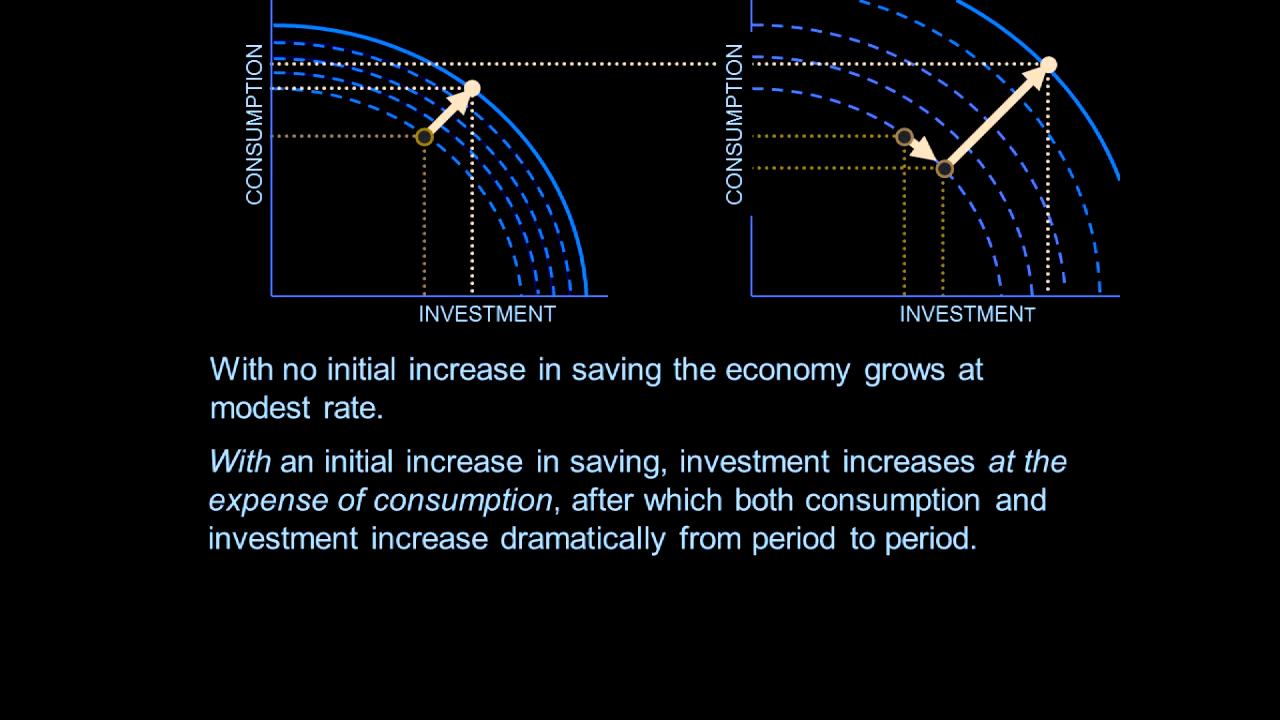 CONSUMPTION
CONSUMPTION
INVESTMENT
INVESTMENT
With no initial increase in saving the economy grows at
modest rate.
With an initial increase in saving, investment increases at the
expense of consumption, after which both consumption and
investment increase dramatically from period to period.